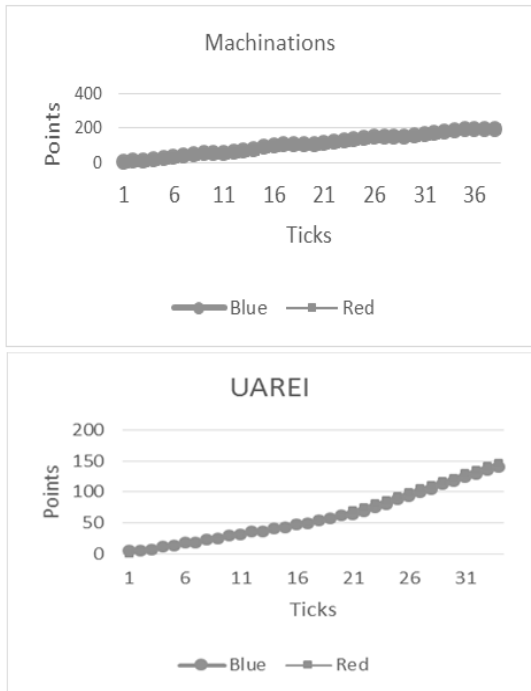 Machinations
400
200
0
Points
1 6 11 16 21 26 31 36
Ticks
Blue Red
UAREI
200
150
100
50
0
Points
1 6 11 16 21 26 31
Ticks
Blue Red